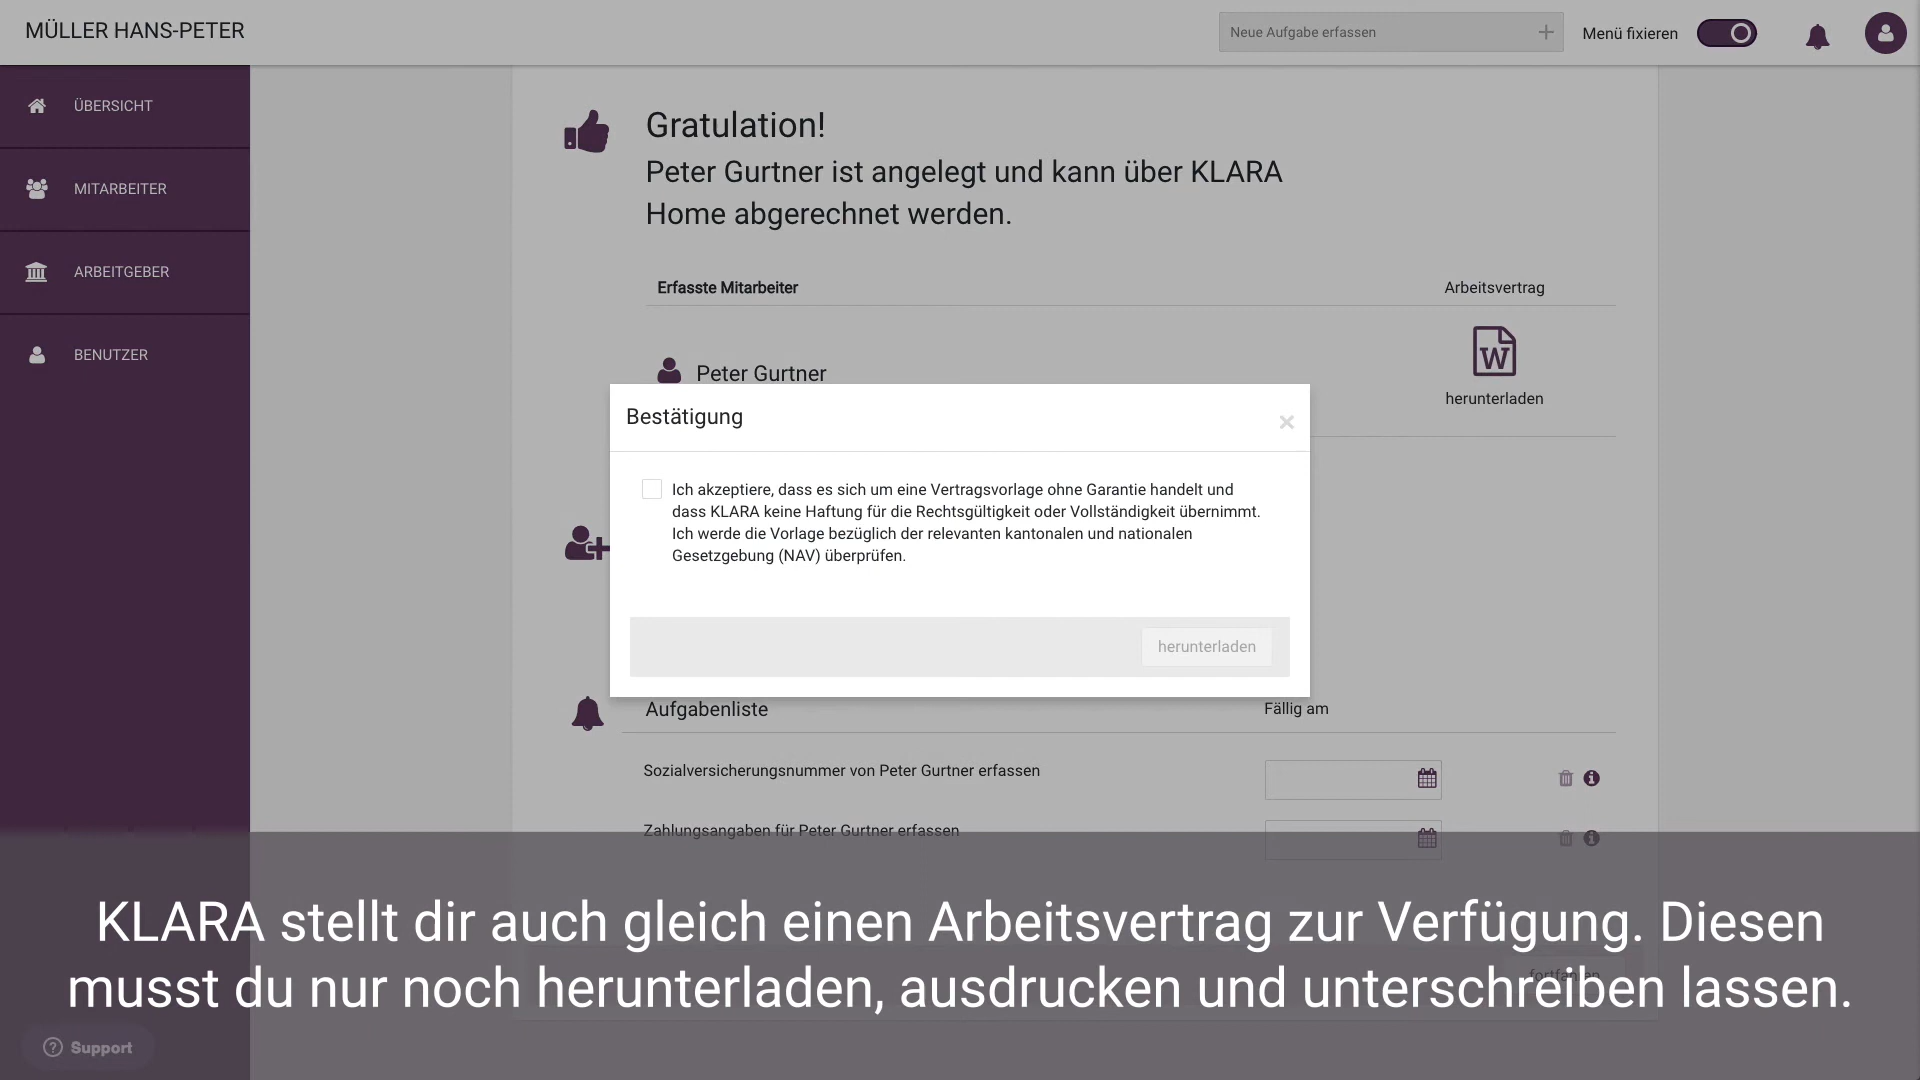 MÜLLER HANS-PETER
Neue Aufgabe erfassen
Menü fixieren
ÜBERSICHT
MITARBEITER
ARBEITGEBER
BENUTZER
Gratulation!
Peter Gurtner ist angelegt und kann über KLARA
Home abgerechnet werden.
Erfasste Mitarbeiter
Arbeitsvertrag
Peter Gurtner
W
herunterladen
Bestätigung
Ich akzeptiere, dass es sich um eine Vertragsvorlage ohne Garantie handelt und
dass KLARA keine Haftung für die Rechtsgültigkeit oder Vollständigkeit übernimmt.
Ich werde die Vorlage bezüglich der relevanten kantonalen und nationalen
Gesetzgebung (NAV) überprüfen.
herunterladen
Aufgabenliste
Fällig am
Sozialversicherungsnummer von Peter Gurtner erfassen
Zahlungsangaben für Peter Gurtner erfassen
KLARA stellt dir auch gleich einen Arbeitsvertrag zur Verfügung. Diesen
fortfahren
musst du nur noch herunterladen, ausdrucken und unterschreiben lassen.
Support